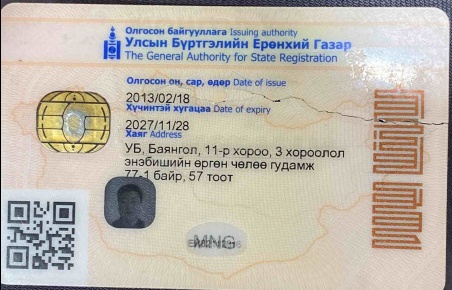 Олгосон байгууллага Issuing authority
Улсын Бүртгэлийн Ерөнхий Газар
The General Authority for State Registration
Олгосон он, сар, өдөр Date of issue
2013/02/18
Хүчинтэй хугацаа Date of expiry
2027/11/28
Хаяг Address
УБ, Баянгол, 11-р хороо, 3 хороолол
энэбишийн өргөн чөлөө гудамж
77-1 байр, 57 тоот
MNG